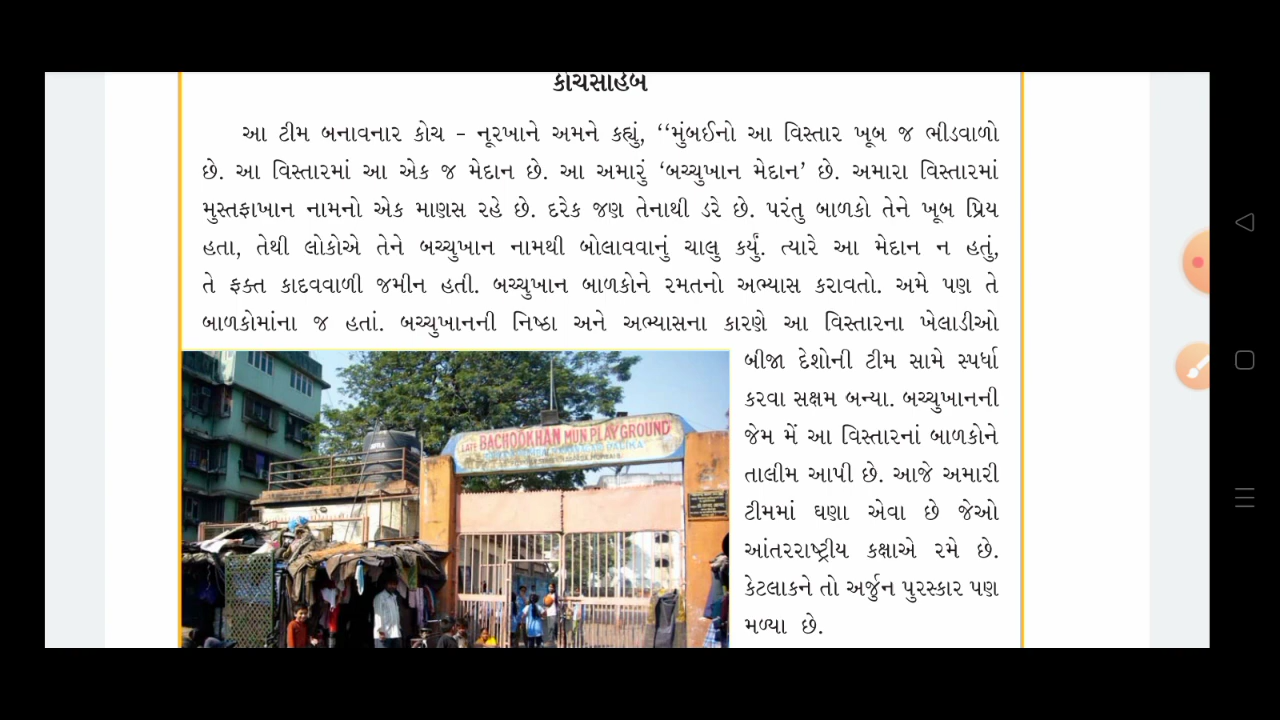 કોચસાહેબ
આ ટીમ બનાવનાર કોચ – નૂરખાને અમને કહ્યું, ‘‘મુંબઈનો આ વિસ્તાર ખૂબ જ ભીડવાળો
છે. આ વિસ્તારમાં આ એક જ મેદાન છે. આ અમારું ‘બચ્ચુખાન મેદાન’ છે. અમારા વિસ્તારમાં
મુસ્તફાખાન નામનો એક માણસ રહે છે. દરેક જણ તેનાથી ડરે છે. પરંતુ બાળકો તેને ખૂબ પ્રિય
હતા, તેથી લોકોએ તેને બચ્ચુખાન નામથી બોલાવવાનું ચાલુ કર્યું. ત્યારે આ મેદાન ન હતું,
તે ફક્ત કાદવવાળી જમીન હતી. બચ્ચુખાન બાળકોને રમતનો અભ્યાસ કરાવતો. અમે પણ તે
બાળકોમાંના જ હતાં. બચ્ચુખાનની નિષ્ઠા અને અભ્યાસના કારણે આ વિસ્તારના ખેલાડીઓ
બીજા દેશોની ટીમ સામે સ્પર્ધા
કરવા સક્ષમ બન્યા. બચ્ચુખાનની
જેમ મેં આ વિસ્તારનાં બાળકોને
તાલીમ આપી છે. આજે અમારી
ટીમમાં ઘણા એવા છે જેઓ
આંતરરાષ્ટ્રીય કક્ષાએ રમે છે.
કેટલાકને તો અર્જુન પુરસ્કાર પણ
મળ્યા છે.
LATE BACHOOKHAN MUN PLAY GROUND